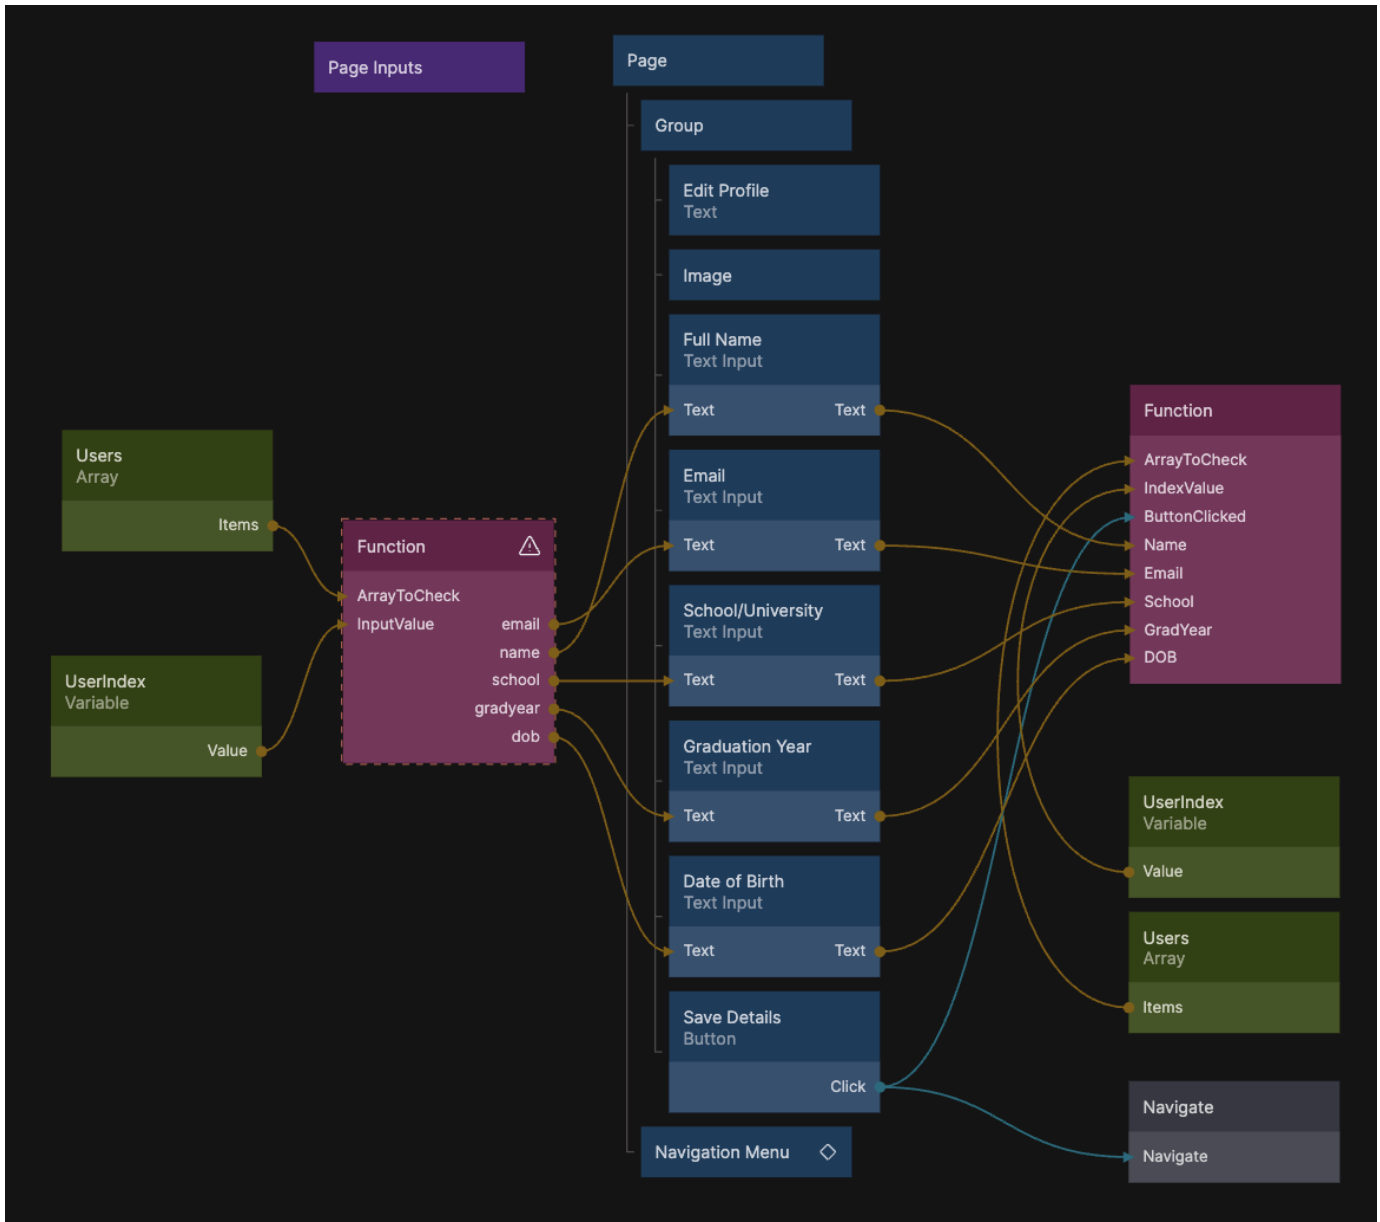 Page Inputs
Page
Group
Edit Profile
Text
Image
Full Name
Text Input
Text Text
Email
Text Input
Text Text
School/University
Text Input
Text Text
Graduation Year
Text Input
Text Text
Date of Birth
Text Input
Text Text
Save Details
Button
Click
Navigation Menu
Users
Array
Items
UserIndex
Variable
Value
Function
ArrayToCheck
InputValue email
name
school
gradyear
dob
Function
ArrayToCheck
IndexValue
ButtonClicked
Name
Email
School
GradYear
DOB
UserIndex
Variable
Value
Users
Array
Items
Navigate
Navigate